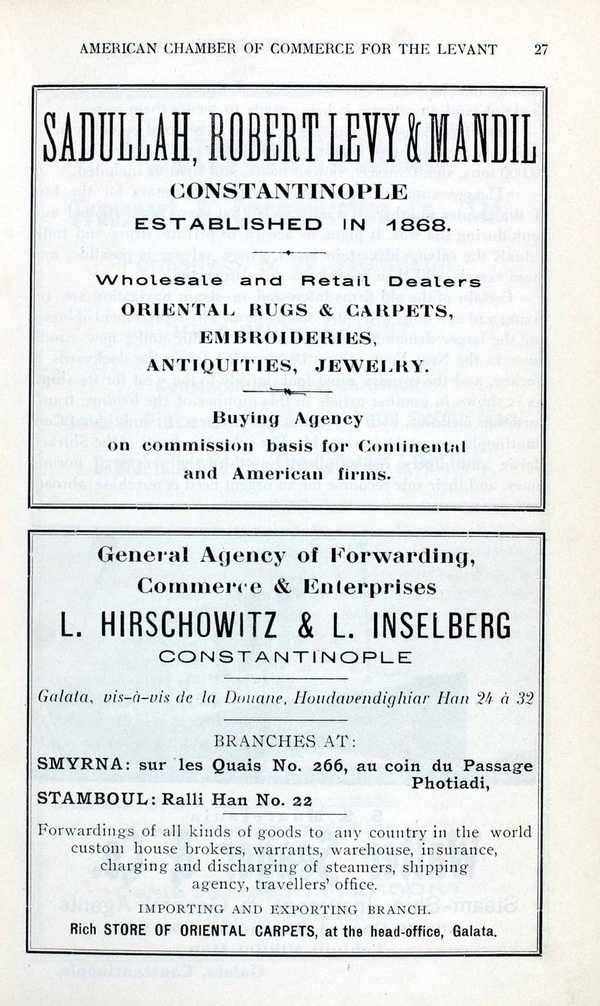 AMERICAN CHAMBER OF COMMERCE FOR THE LEVANT 27
SADULLAH, ROBERT LEVY & MANDIL
CONSTANTINOPLE
ESTABLISHED IN 1868.
Wholesale and Retail Dealers
ORIENTAL RUGS & CARPETS,
EMBROIDERIES,
ANTIQUITIES, JEWELRY.
Buying Agency
on commission basis for Continental
and American firms.
General Agency of Forwarding,
Commerce & Enterprises
L. HIRSCHOWITZ & L. INSELBERG
CONSTANTINOPLE
Galata, vis-à-vis de la Douane, Houdavendighiar Han 24 à 32
BRANCHES AT:
SMYRNA: sur les Quais No. 266, au coin du Passage
Photiadi,
STAMBOUL: Ralli Han No. 22
Forwardings of all kinds of goods to any country in the world
custom house brokers, warrants, warehouse, insurance,
charging and discharging of steamers, shipping
agency, travellers' office.
IMPORTING AND EXPORTING BRANCH.
Rich STORE OF ORIENTAL CARPETS, at the head-office, Galata.